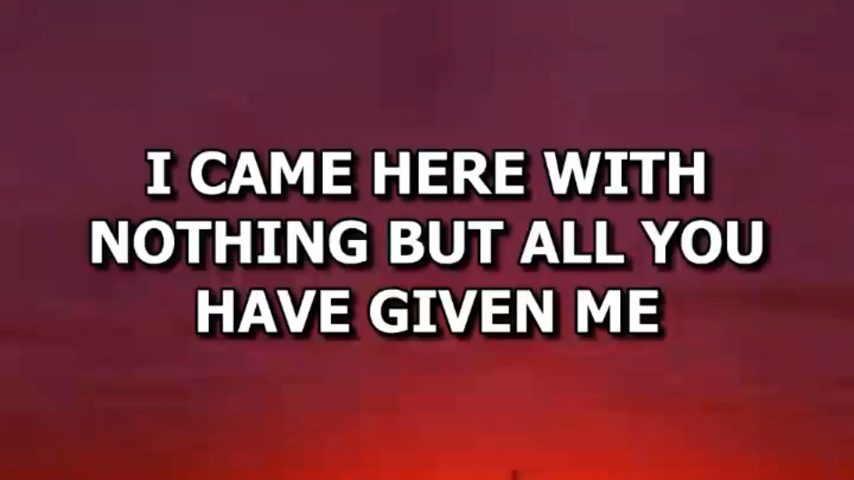 I CAME HERE WITH
NOTHING BUT ALL YOU
HAVE GIVEN ME